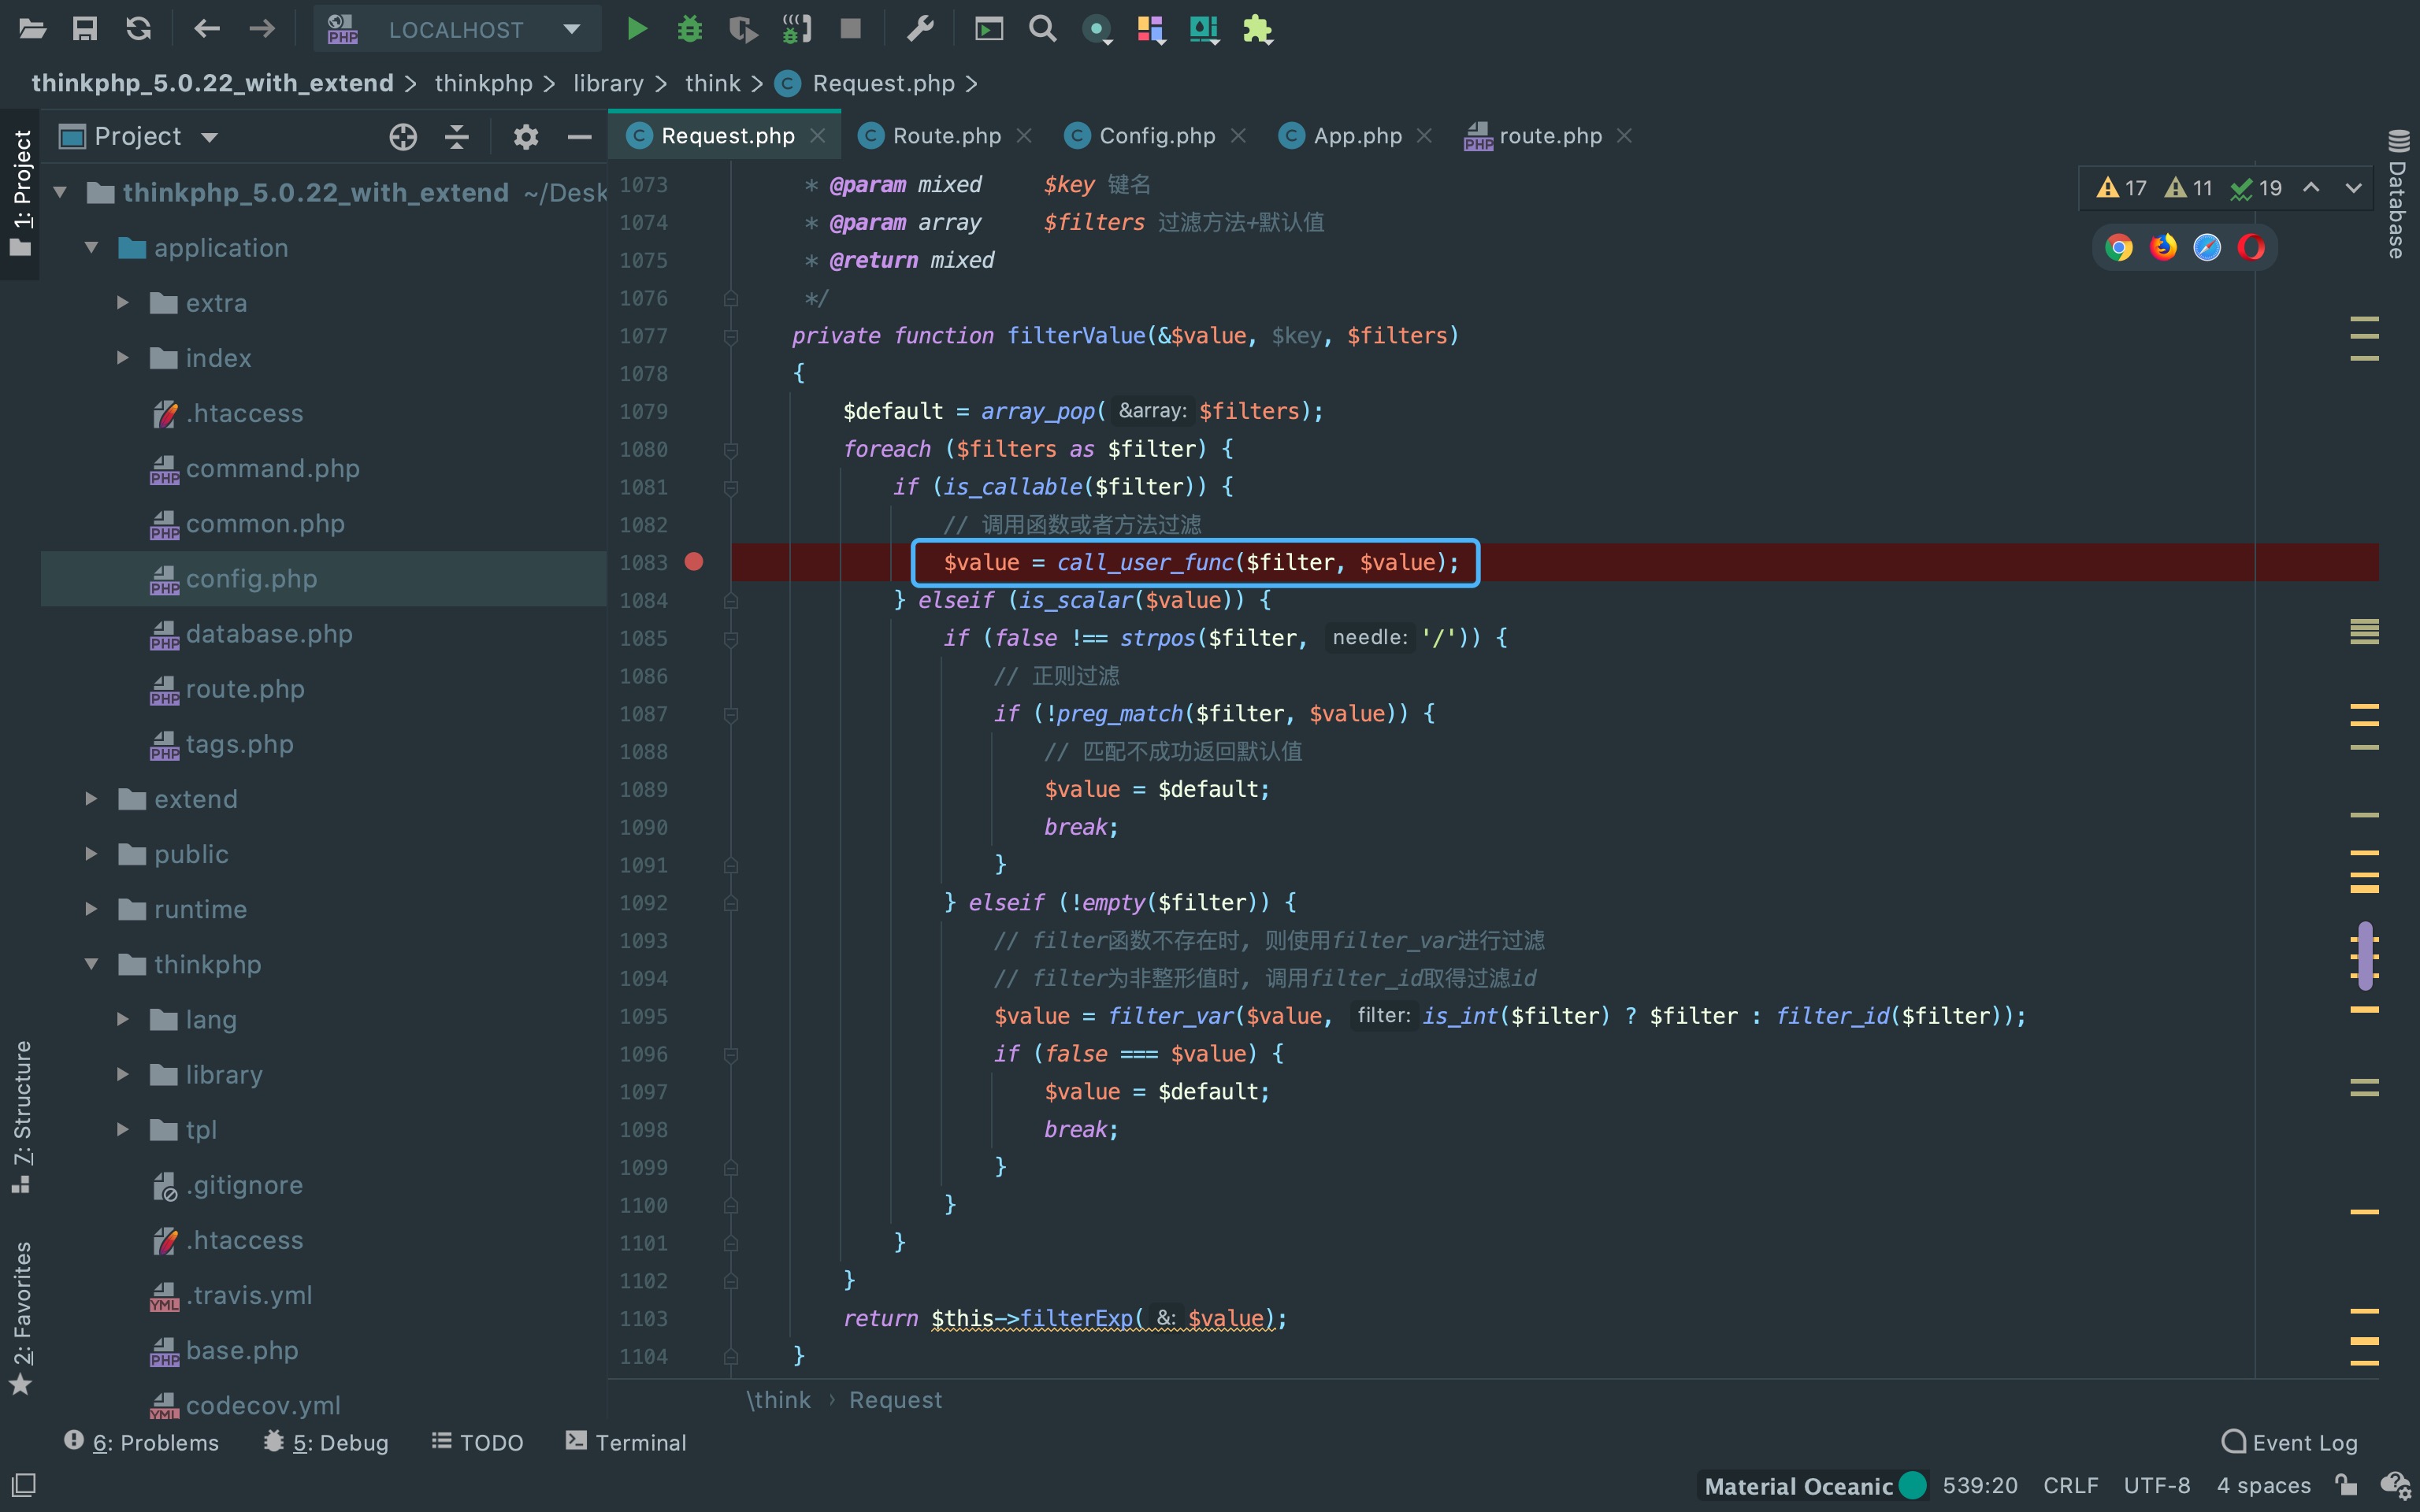 LOCALHOST
thinkphp_5.0.22_with_extend > thinkphp > library > think > Request.php >
1: Project
Project
Request.php Route.php Config.php App.php route.php
17 11 19
Database
thinkphp_5.0.22_with_extend ~/Desk
application
extra
index
.htaccess
command.php
common.php
config.php
database.php
route.php
tags.php
extend
public
runtime
thinkphp
lang
library
tpl
.gitignore
.htaccess
.travis.yml
base.php
codecov.yml
7: Structure
2: Favorites
1073 * @param mixed $key 键名
1074 * @param array $filters 过滤方法+默认值
1075 * @return mixed
1076 */
1077 private function filterValue(&$value, $key, $filters)
1078 {
1079 $default = array_pop( &array: $filters);
1080 foreach ($filters as $filter) {
1081 if (is_callable($filter)) {
1082 // 调用函数或者方法过滤
1083 $value = call_user_func($filter, $value);
1084 } elseif (is_scalar($value)) {
1085 if (false !== strpos($filter, needle: '/')) {
1086 // 正则过滤
1087 if (!preg_match($filter, $value)) {
1088 // 匹配不成功返回默认值
1089 $value = $default;
1090 break;
1091 }
1092 } elseif (!empty($filter)) {
1093 // filter函数不存在时, 则使用filter_var进行过滤
1094 // filter为非整形值时, 调用filter_id取得过滤id
1095 $value = filter_var($value, filter: is_int($filter) ? $filter : filter_id($filter));
1096 if (false === $value) {
1097 $value = $default;
1098 break;
1099 }
1100 }
1101 }
1102 }
1103 return $this->filterExp( &: $value);
1104 }
\think › Request
6: Problems 5: Debug TODO Terminal Event Log
Material Oceanic 539:20 CRLF UTF-8 4 spaces